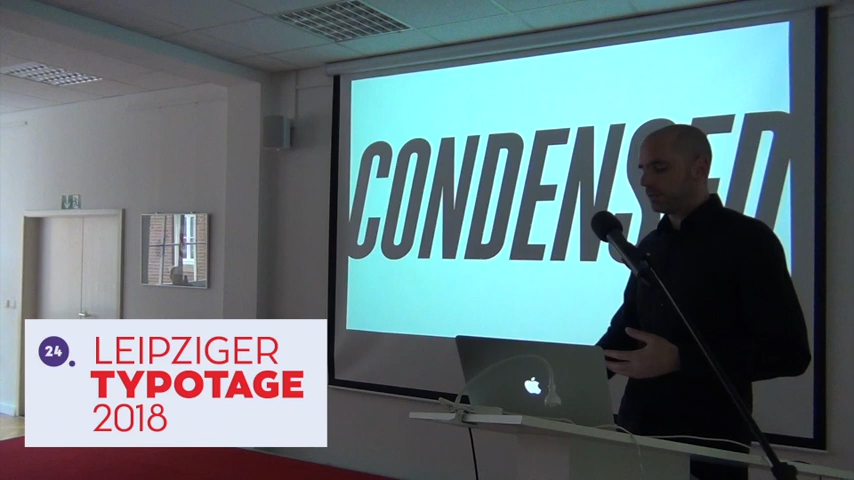 CONDENSED
24.
LEIPZIGER
TYPOTAGE
2018